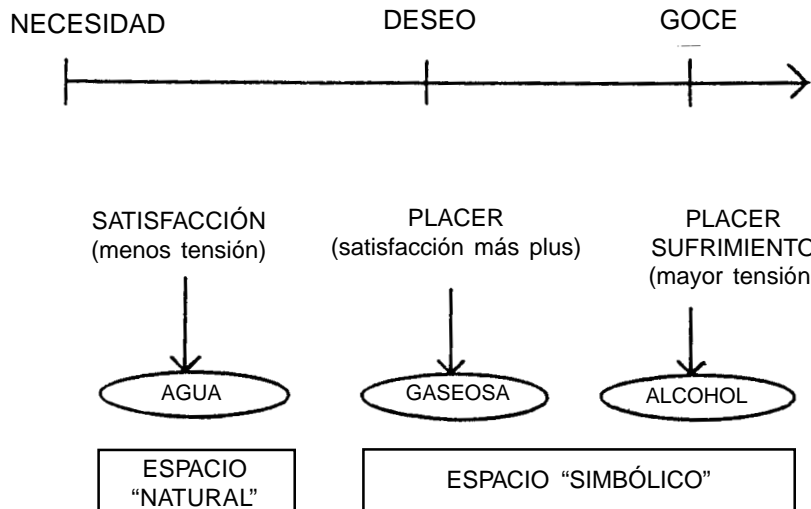 NECESIDAD DESEO GOCE
SATISFACCIÓN
(menos tensión)
PLACER
(satisfacción más plus)
PLACER
SUFRIMIENTO
(mayor tensión
AGUA GASEOSA ALCOHOL
ESPACIO
“NATURAL”
ESPACIO “SIMBÓLICO”